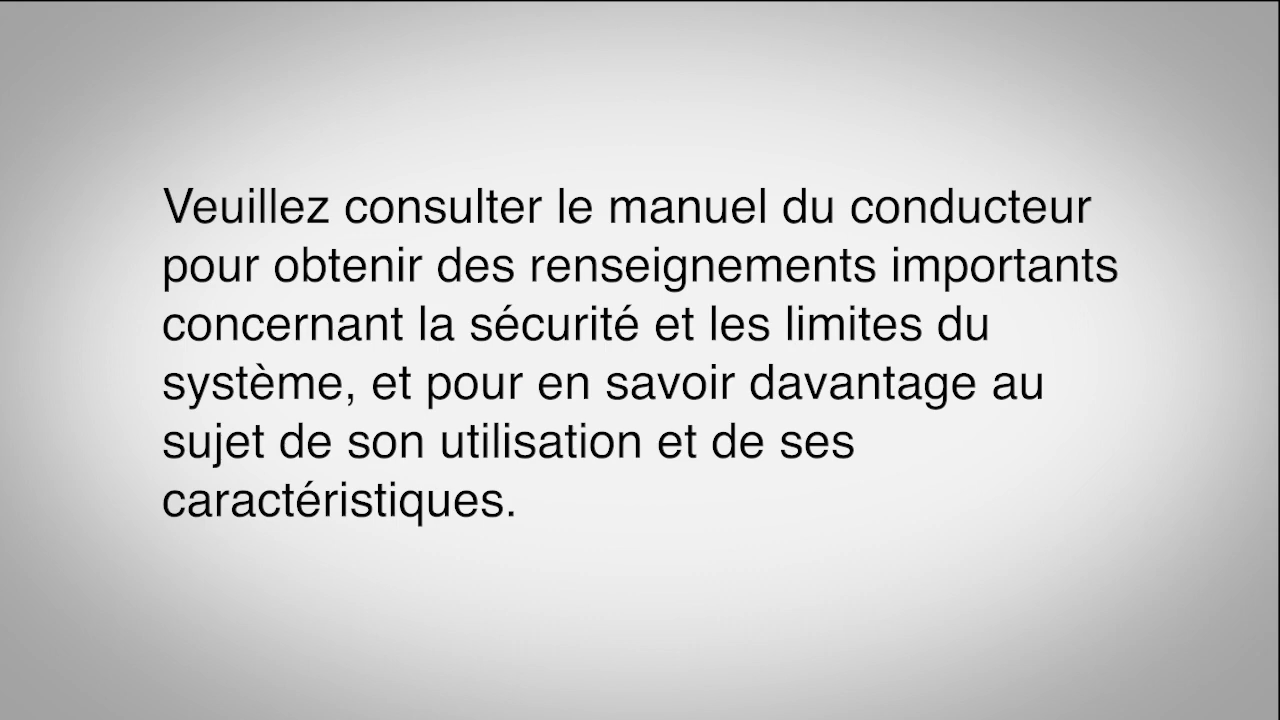 Veuillez consulter le manuel du conducteur
pour obtenir des renseignements importants
concernant la sécurité et les limites du
système, et pour en savoir davantage au
sujet de son utilisation et de ses
caractéristiques.